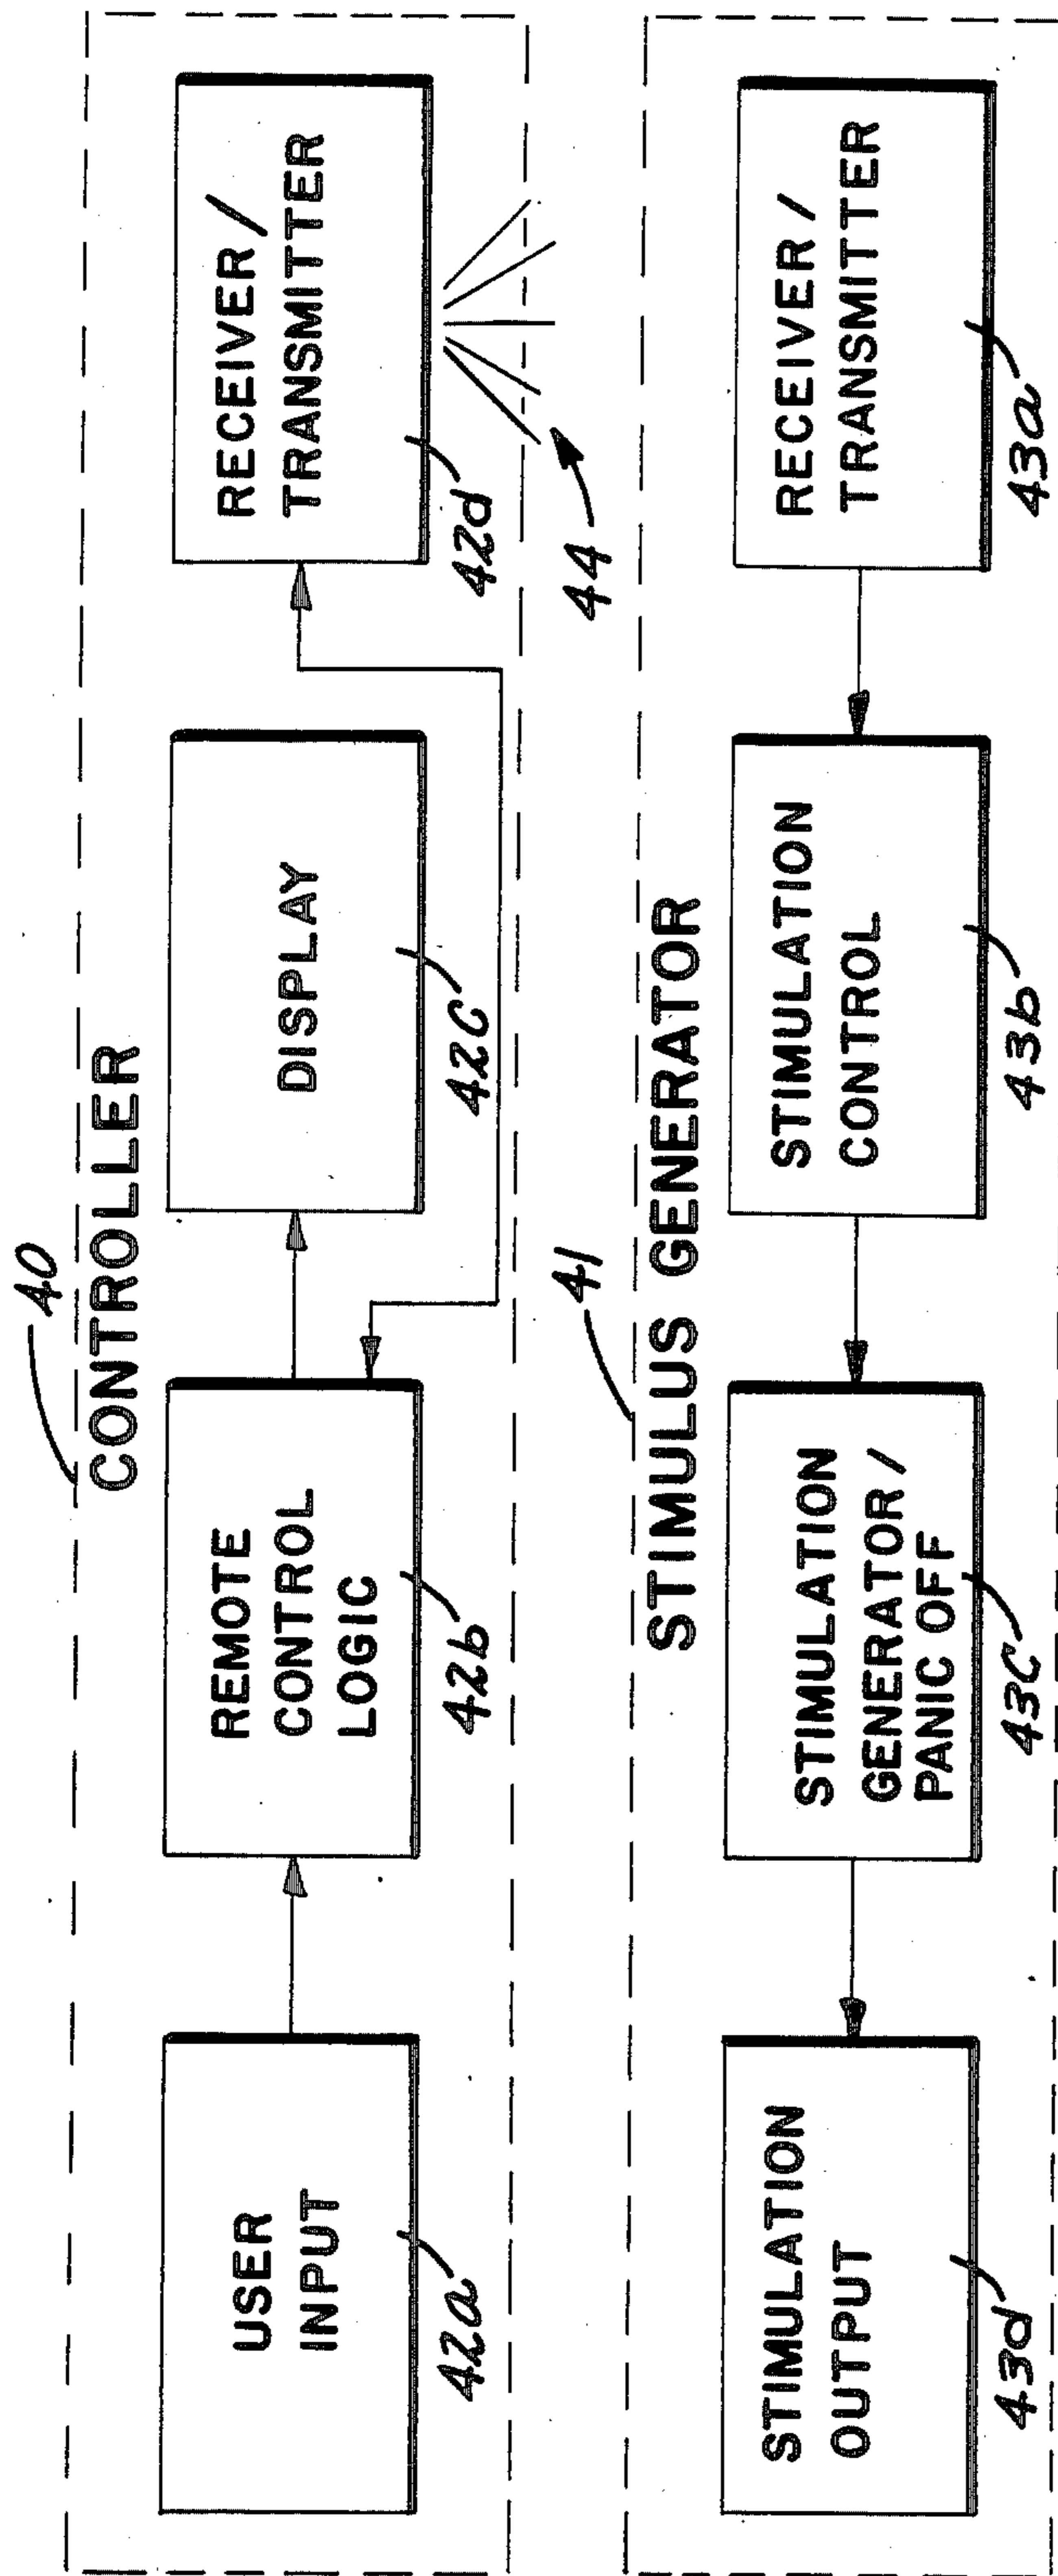 40
CONTROLLER
USER
INPUT
42a
REMOTE
CONTROL
LOGIC
42b
DISPLAY
42c
RECEIVER /
TRANSMITTER
42d
44
41
STIMULUS GENERATOR
STIMULATION
OUTPUT
43d
STIMULATION
GENERATOR /
PANIC OFF
43c
STIMULATION
CONTROL
43b
RECEIVER /
TRANSMITTER
43a